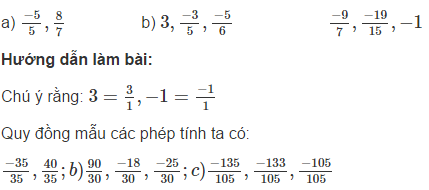 a) $\frac{-5}{5}, \frac{8}{7}$ b) $3, \frac{-3}{5}, \frac{-5}{6}$ $\frac{-9}{7}, \frac{-19}{15}, -1$
Hướng dẫn làm bài:
Chú ý rằng: $3 = \frac{3}{1}, -1 = \frac{-1}{1}$
Quy đồng mẫu các phép tính ta có:
$\frac{-35}{35}, \frac{40}{35}; b) \frac{90}{30}, \frac{-18}{30}, \frac{-25}{30}; c) \frac{-135}{105}, \frac{-133}{105}, \frac{-105}{105}$